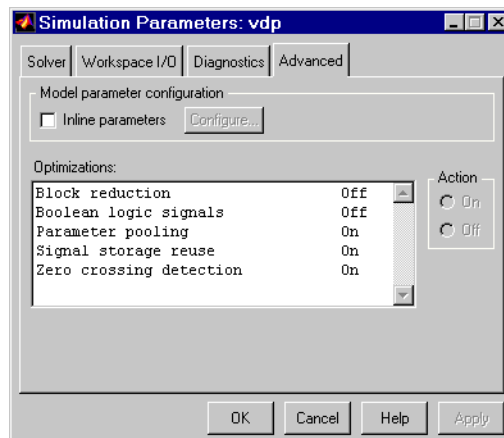 Simulation Parameters: vdp
Solver Workspace I/O Diagnostics Advanced
Model parameter configuration
Inline parameters Configure...
Optimizations:
Action
Block reduction Off
On
Boolean logic signals Off
Off
Parameter pooling On
Signal storage reuse On
Zero crossing detection On
OK Cancel Help Apply